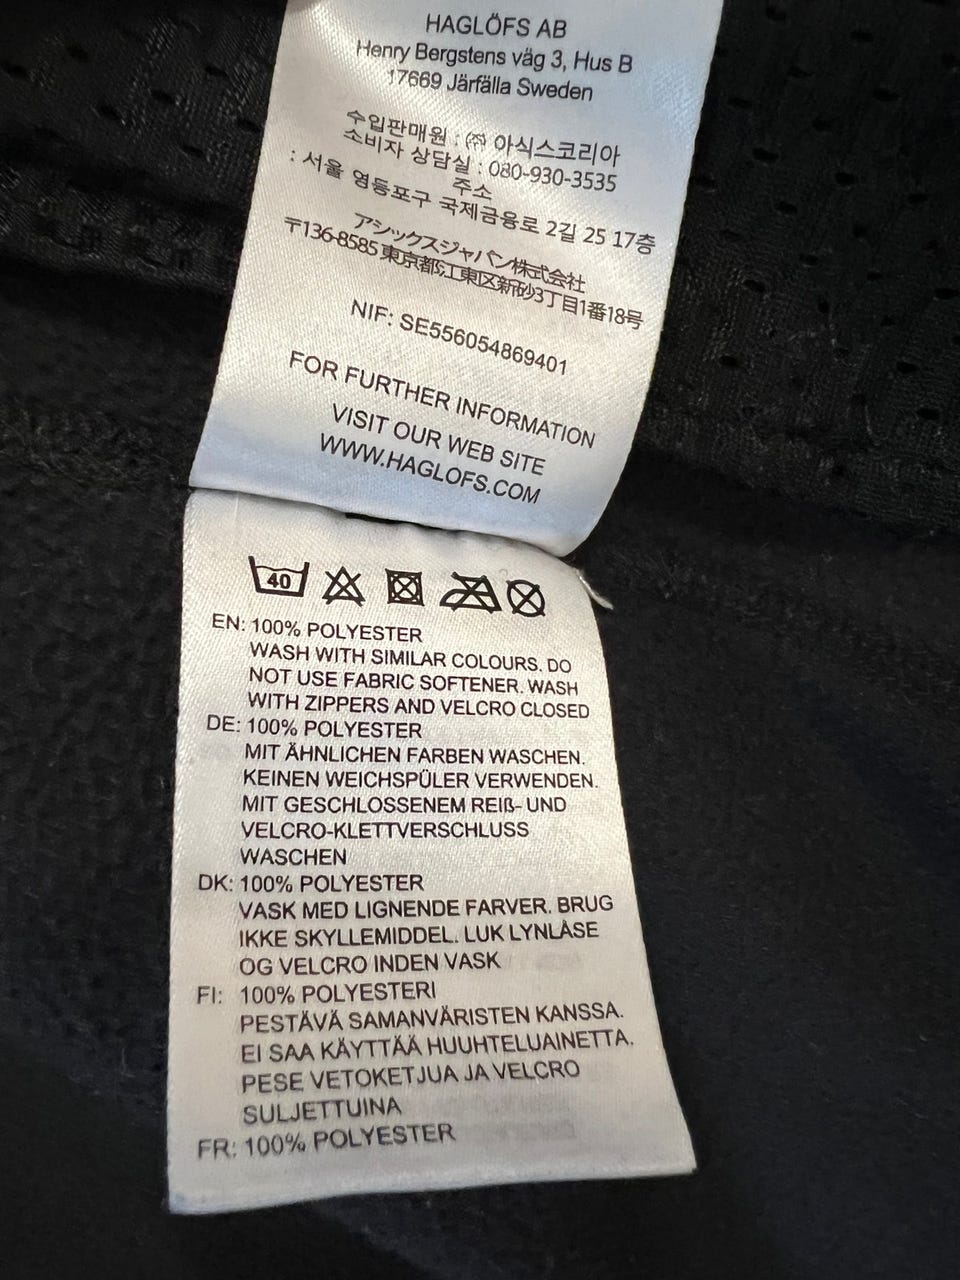 HAGLÖFS AB
Henry Bergstens väg 3, Hus B
17669 Järfälla Sweden
수입판매원 : ㈜ 아식스코리아
소비자 상담실 : 080-930-3535
주소
: 서울 영등포구 국제금융로 2길 25 17층
アシックスジャパン株式会社
〒136-8585 東京都江東区新砂3丁目1番18号
NIF: SE556054869401
FOR FURTHER INFORMATION
VISIT OUR WEB SITE
WWW.HAGLOFS.COM
40
EN: 100% POLYESTER
WASH WITH SIMILAR COLOURS. DO
NOT USE FABRIC SOFTENER. WASH
WITH ZIPPERS AND VELCRO CLOSED
DE: 100% POLYESTER
MIT ÄHNLICHEN FARBEN WASCHEN.
KEINEN WEICHSPÜLER VERWENDEN.
MIT GESCHLOSSENEM REIß- UND
VELCRO-KLETTVERSCHLUSS
WASCHEN
DK: 100% POLYESTER
VASK MED LIGNENDE FARVER. BRUG
IKKE SKYLLEMIDDEL. LUK LYNLÅSE
OG VELCRO INDEN VASK
FI: 100% POLYESTERI
PESTÄVÄ SAMANVÄRISTEN KANSSA.
EI SAA KÄYTTÄÄ HUUHTELUAINETTA.
PESE VETOKETJUA JA VELCRO
SULJETTUINA
FR: 100% POLYESTER